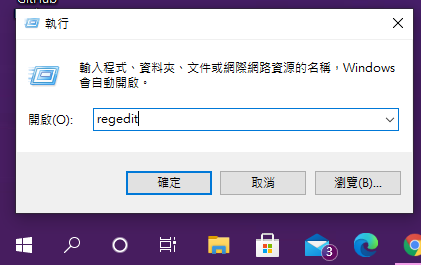 GitHub
執行
輸入程式、資料夾、文件或網際網路資源的名稱，Windows
會自動開啟。
開啟(O):
regedit
確定
取消
瀏覽(B)...
3